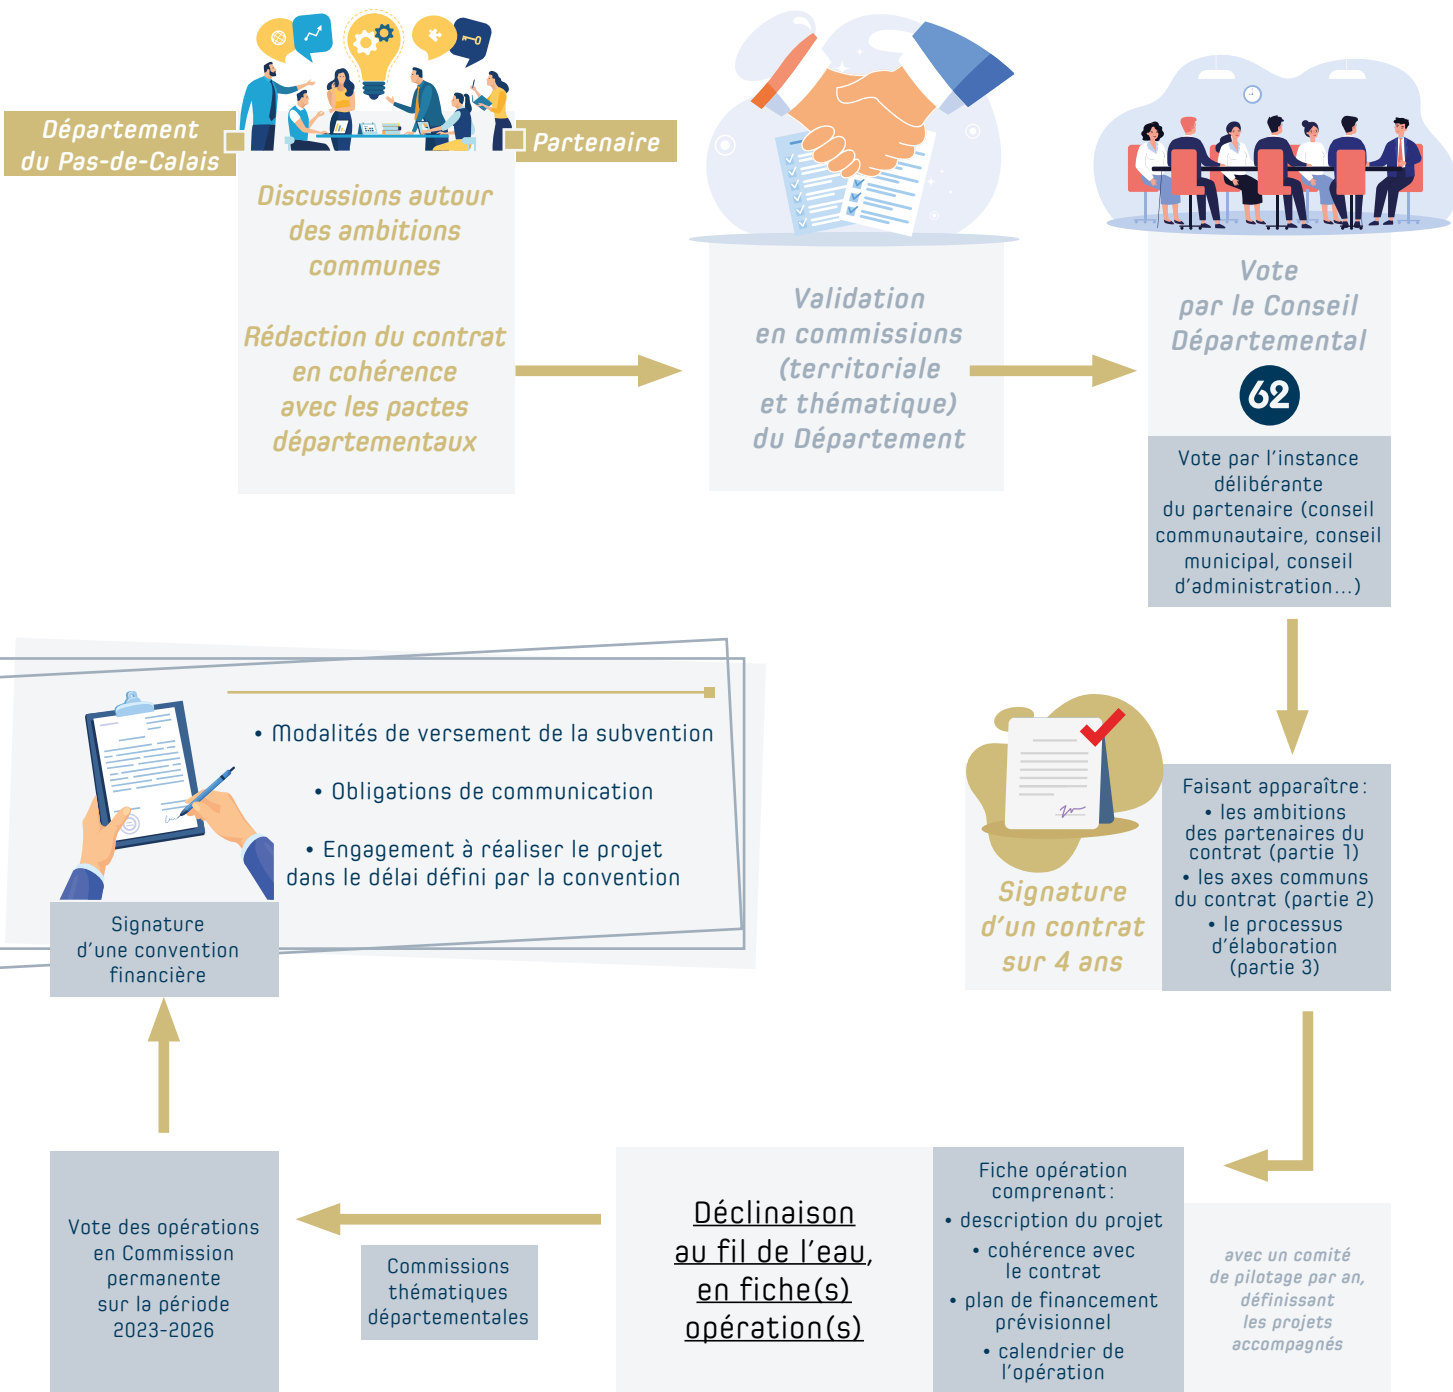 Département
du Pas-de-Calais
Partenaire
Discussions autour
des ambitions
communes
Rédaction du contrat
en cohérence
avec les pactes
départementaux
Validation
en commissions
(territoriale
et thématique)
du Département
Vote
par le Conseil
Départemental
62
Vote par l'instance
délibérante
du partenaire (conseil
communautaire, conseil
municipal, conseil
d'administration...)
Faisant apparaître :
• les ambitions
des partenaires du
contrat (partie 1)
• les axes communs
du contrat (partie 2)
• le processus
d'élaboration
(partie 3)
Signature
d'un contrat
sur 4 ans
avec un comité
de pilotage par an,
définissant
les projets
accompagnés
Fiche opération
comprenant :
• description du projet
• cohérence avec
le contrat
• plan de financement
prévisionnel
• calendrier de
l'opération
Déclinaison
au fil de l'eau,
en fiche(s)
opération(s)
Commissions
thématiques
départementales
Vote des opérations
en Commission
permanente
sur la période
2023-2026
Signature
d'une convention
financière
• Modalités de versement de la subvention
• Obligations de communication
• Engagement à réaliser le projet
dans le délai défini par la convention